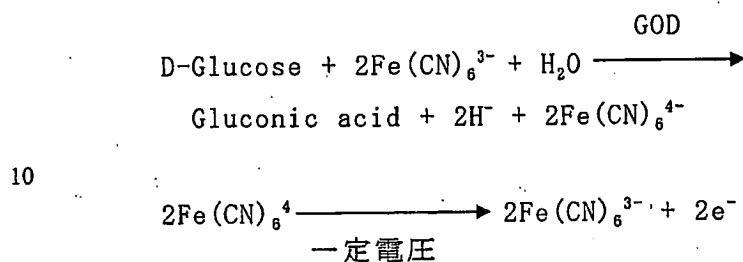 GOD
D-Glucose + 2Fe(CN)₆³⁻ + H₂O ⟶
Gluconic acid + 2H⁻ + 2Fe(CN)₆⁴⁻
10
2Fe(CN)₆⁴ ⟶ 2Fe(CN)₆³⁻ + 2e⁻
一定電圧